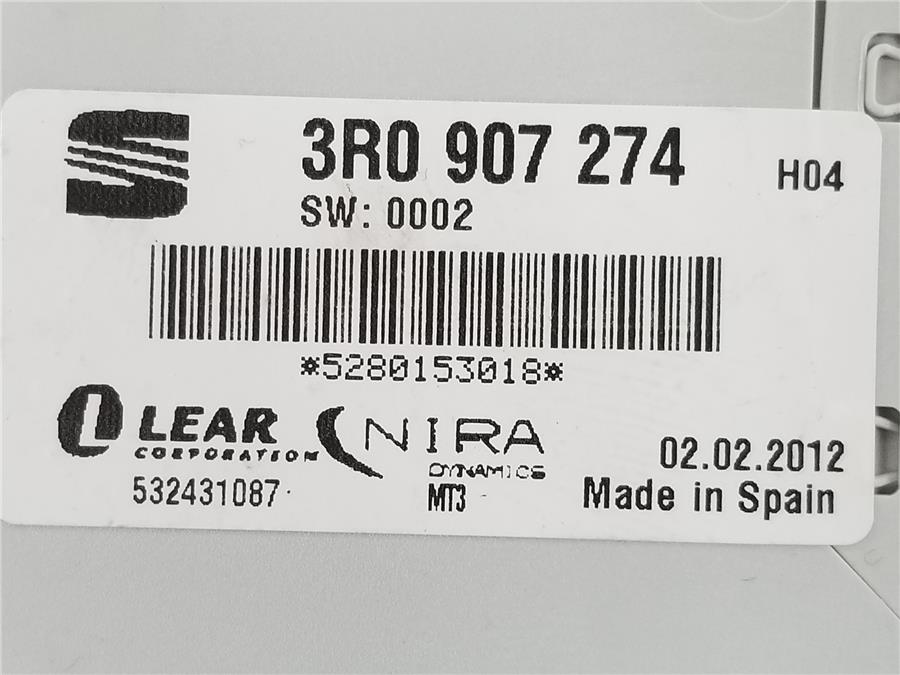 3R0 907 274 H04
SW: 0002
*5280153018*
LEAR
CORPORATION
NIRA
DYNAMICS
02.02.2012
532431087
MT3
Made in Spain